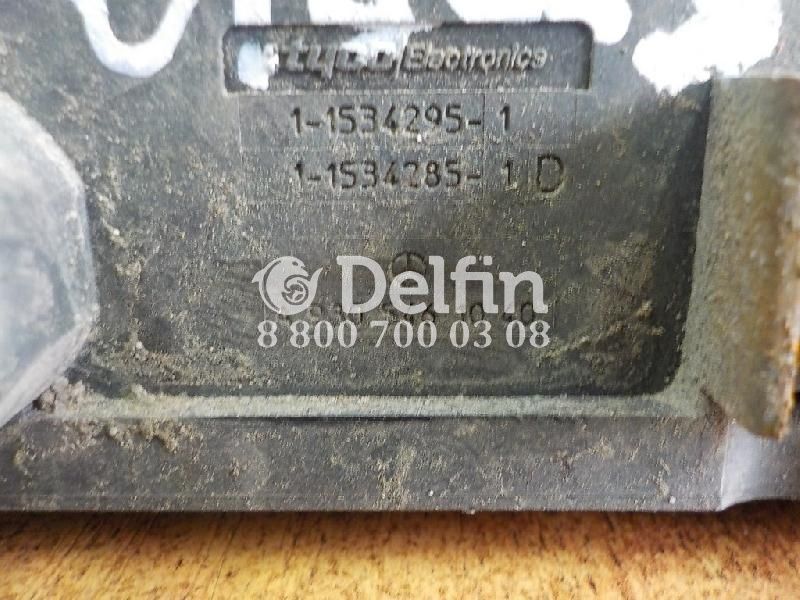 tyco Electronics
1-1534295-1
1-1534285-1 D
Delfin
8 800 700 03 08